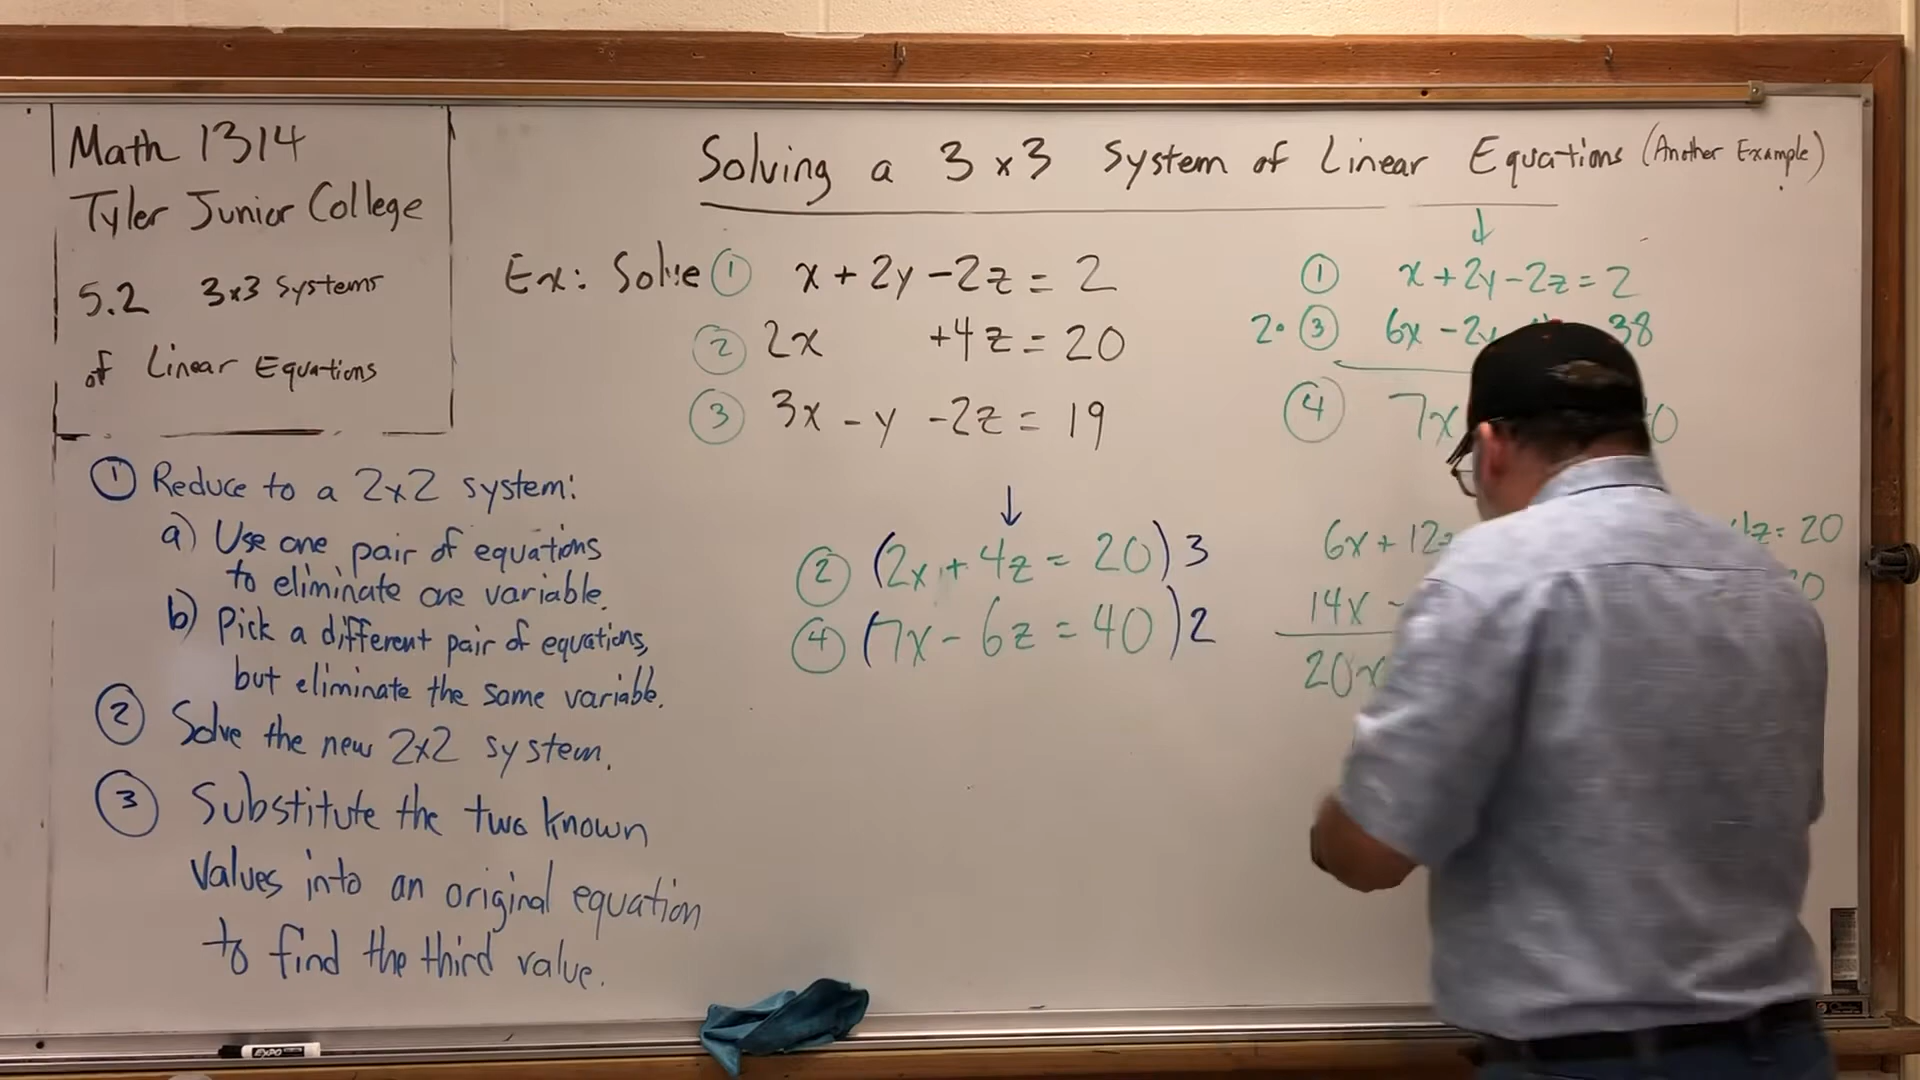 Math 1314
Tyler Junior College
5.2 3x3 Systems
of Linear Equations
Solving a 3x3 System of Linear Equations (Another Example)
Ex: Solve ① x + 2y - 2z = 2
② 2x +4z = 20
③ 3x - y - 2z = 19
↓
② (2x + 4z = 20) 3
④ (7x - 6z = 40) 2
↓
① x + 2y - 2z = 2
2• ③ 6x - 2y 38
④ 7x 0
6x + 12z
14x -
20x
4z = 20
0
① Reduce to a 2x2 system:
a) Use one pair of equations
to eliminate one variable.
b) Pick a different pair of equations,
but eliminate the same variable.
② Solve the new 2x2 system.
③ Substitute the two known
values into an original equation
to find the third value.
EXPO